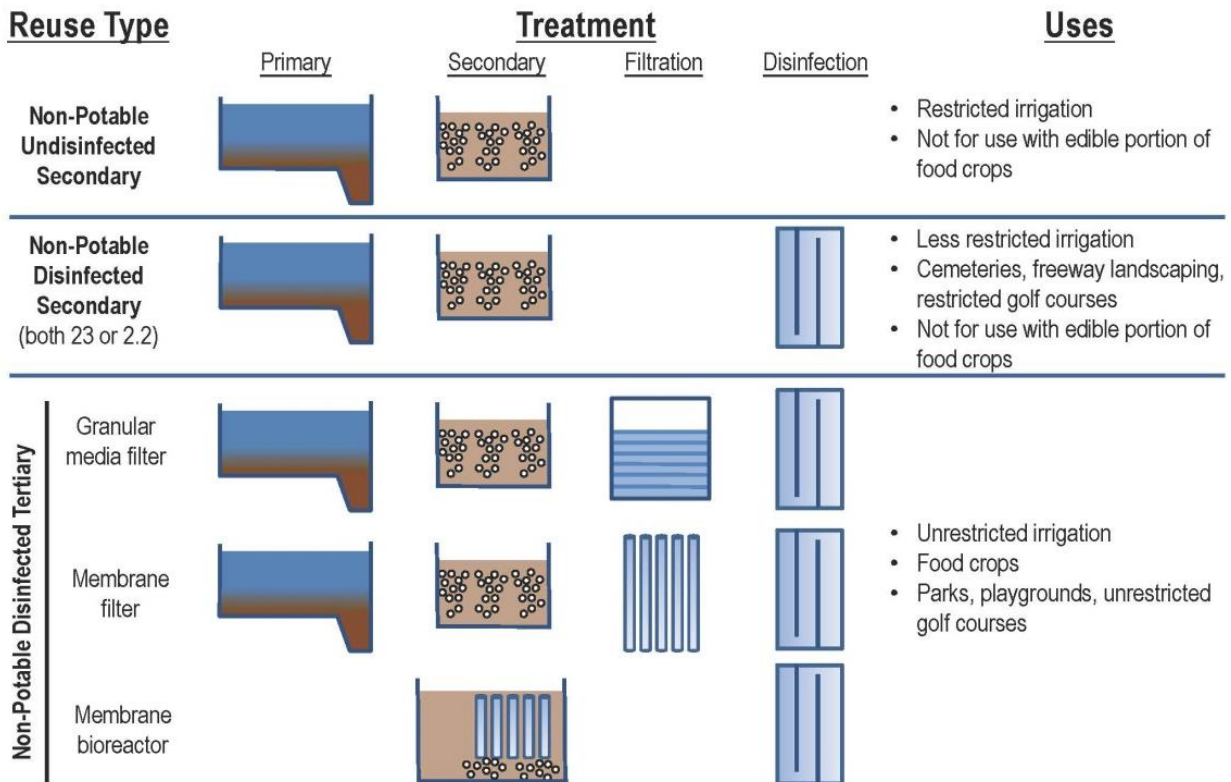 Reuse Type
Treatment
Uses
Primary
Secondary
Filtration
Disinfection
Non-Potable
Undisinfected
Secondary
• Restricted irrigation
• Not for use with edible portion of
food crops
Non-Potable
Disinfected
Secondary
(both 23 or 2.2)
• Less restricted irrigation
• Cemeteries, freeway landscaping,
restricted golf courses
• Not for use with edible portion of
food crops
Non-Potable Disinfected Tertiary
Granular
media filter
Membrane
filter
Membrane
bioreactor
• Unrestricted irrigation
• Food crops
• Parks, playgrounds, unrestricted
golf courses